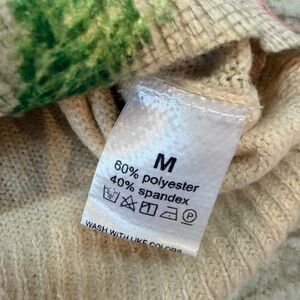 M
60% polyester
40% spandex
P
WASH WITH LIKE COLORS